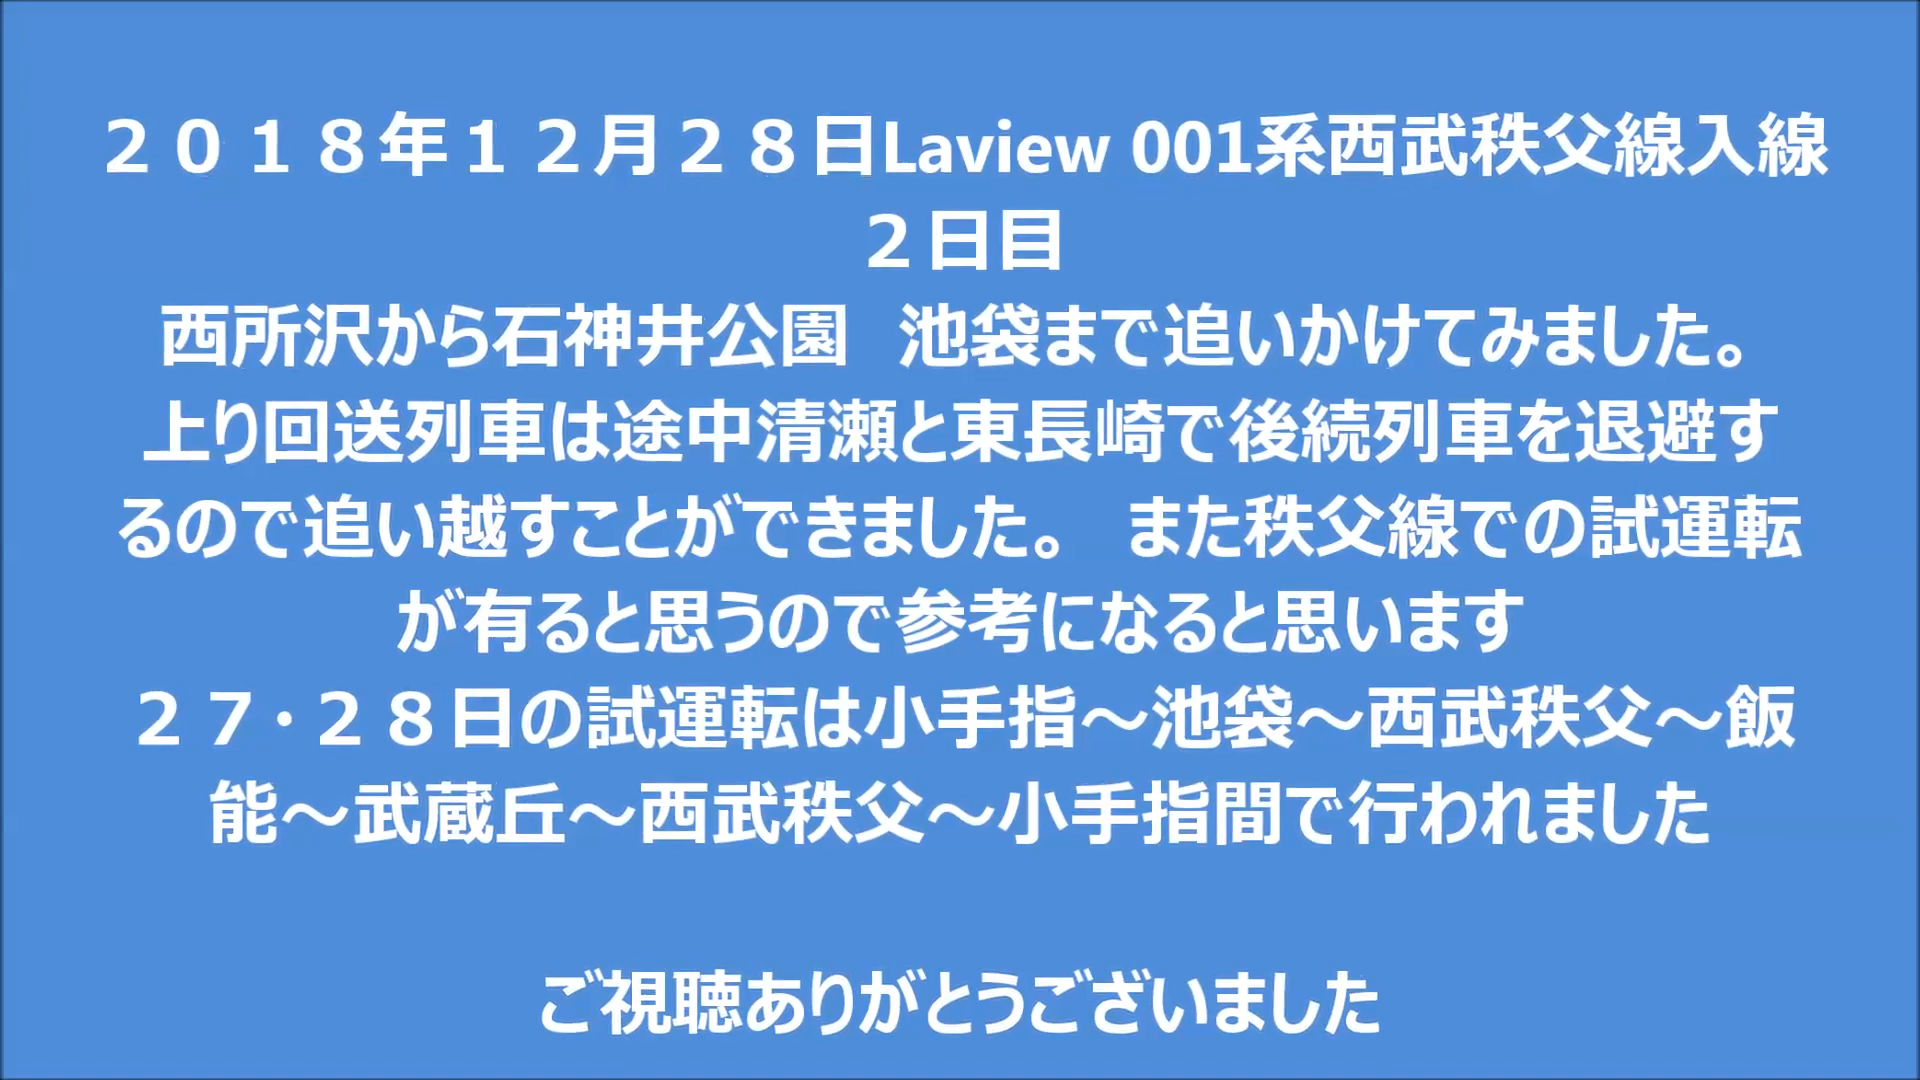 ２０１８年１２月２８日Laview 001系西武秩父線入線
２日目
西所沢から石神井公園　池袋まで追いかけてみました。
上り回送列車は途中清瀬と東長崎で後続列車を退避す
るので追い越すことができました。　また秩父線での試運転
が有ると思うので参考になると思います
２７・２８日の試運転は小手指～池袋～西武秩父～飯
能～武蔵丘～西武秩父～小手指間で行われました
ご視聴ありがとうございました